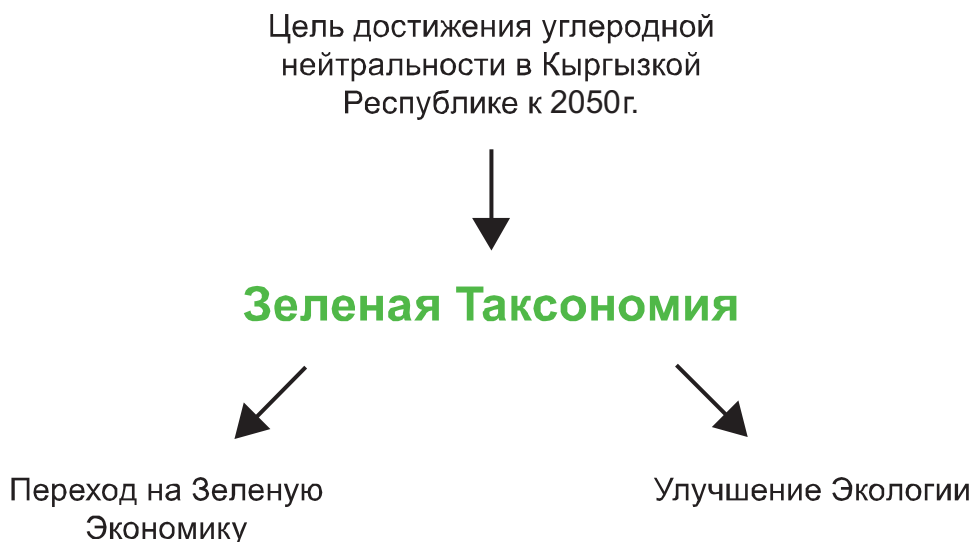 Цель достижения углеродной
нейтральности в Кыргызкой
Республике к 2050г.
Зеленая Таксономия
Переход на Зеленую
Экономику
Улучшение Экологии